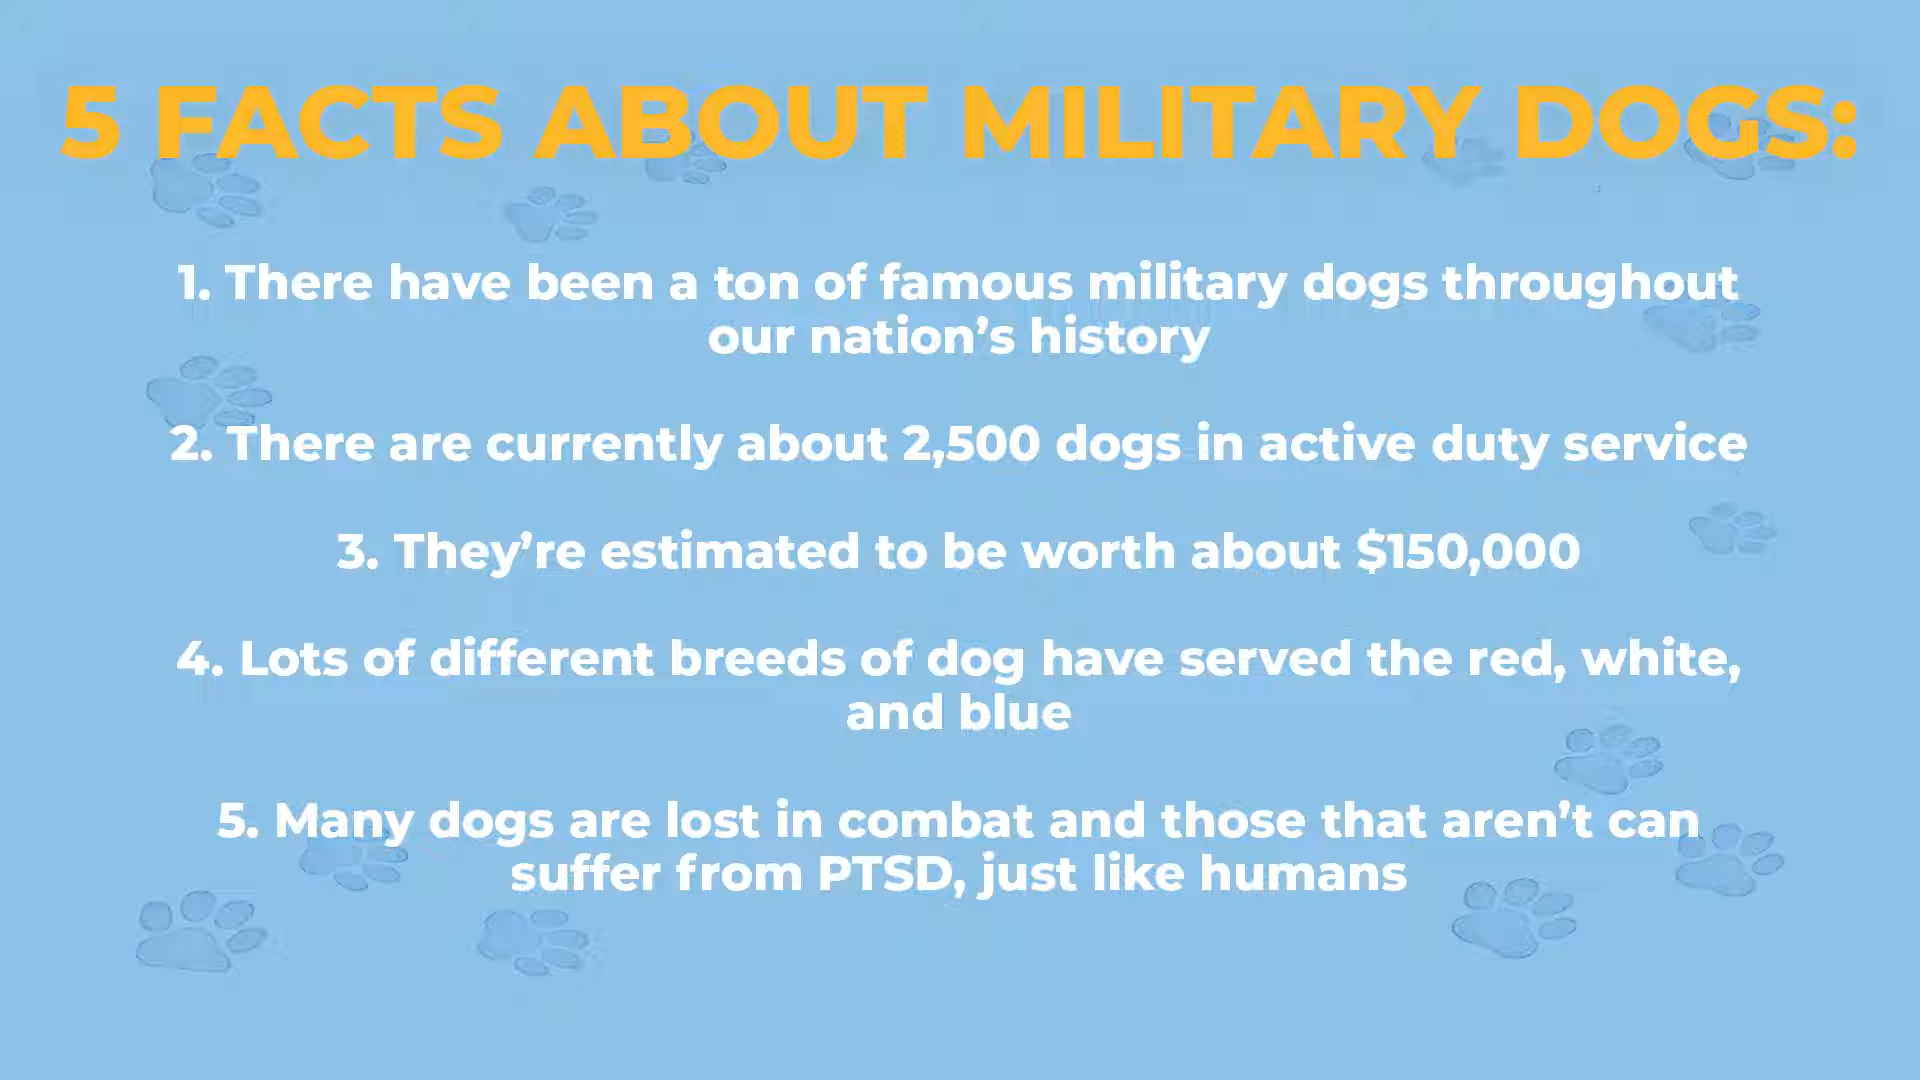 5 FACTS ABOUT MILITARY DOGS:
1. There have been a ton of famous military dogs throughout
our nation’s history
2. There are currently about 2,500 dogs in active duty service
3. They’re estimated to be worth about $150,000
4. Lots of different breeds of dog have served the red, white,
and blue
5. Many dogs are lost in combat and those that aren’t can
suffer from PTSD, just like humans